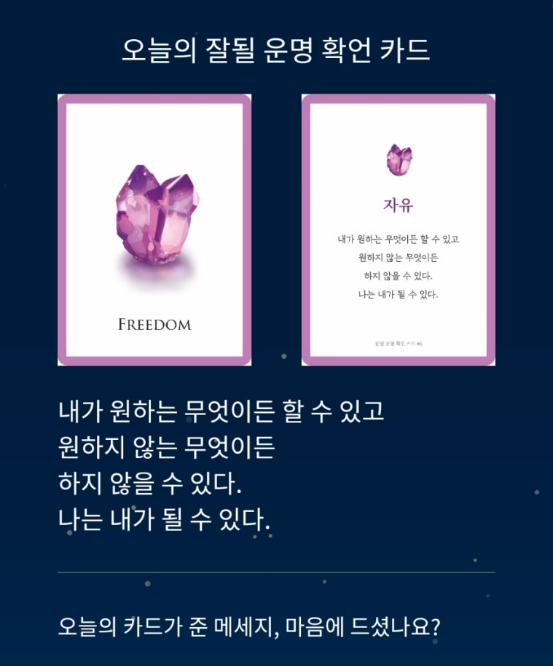 오늘의 잘될 운명 확언 카드
FREEDOM
자유
내가 원하는 무엇이든 할 수 있고
원하지 않는 무엇이든
하지 않을 수 있다.
나는 내가 될 수 있다.
내가 원하는 무엇이든 할 수 있고
원하지 않는 무엇이든
하지 않을 수 있다.
나는 내가 될 수 있다.
오늘의 카드가 준 메세지, 마음에 드셨나요?